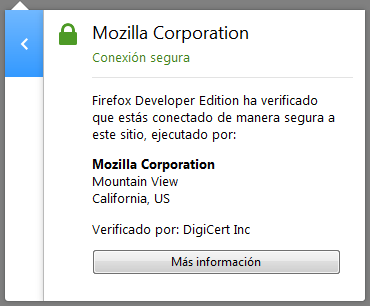 Mozilla Corporation
Conexión segura
Firefox Developer Edition ha verificado
que estás conectado de manera segura a
este sitio, ejecutado por:
Mozilla Corporation
Mountain View
California, US
Verificado por: DigiCert Inc
Más información